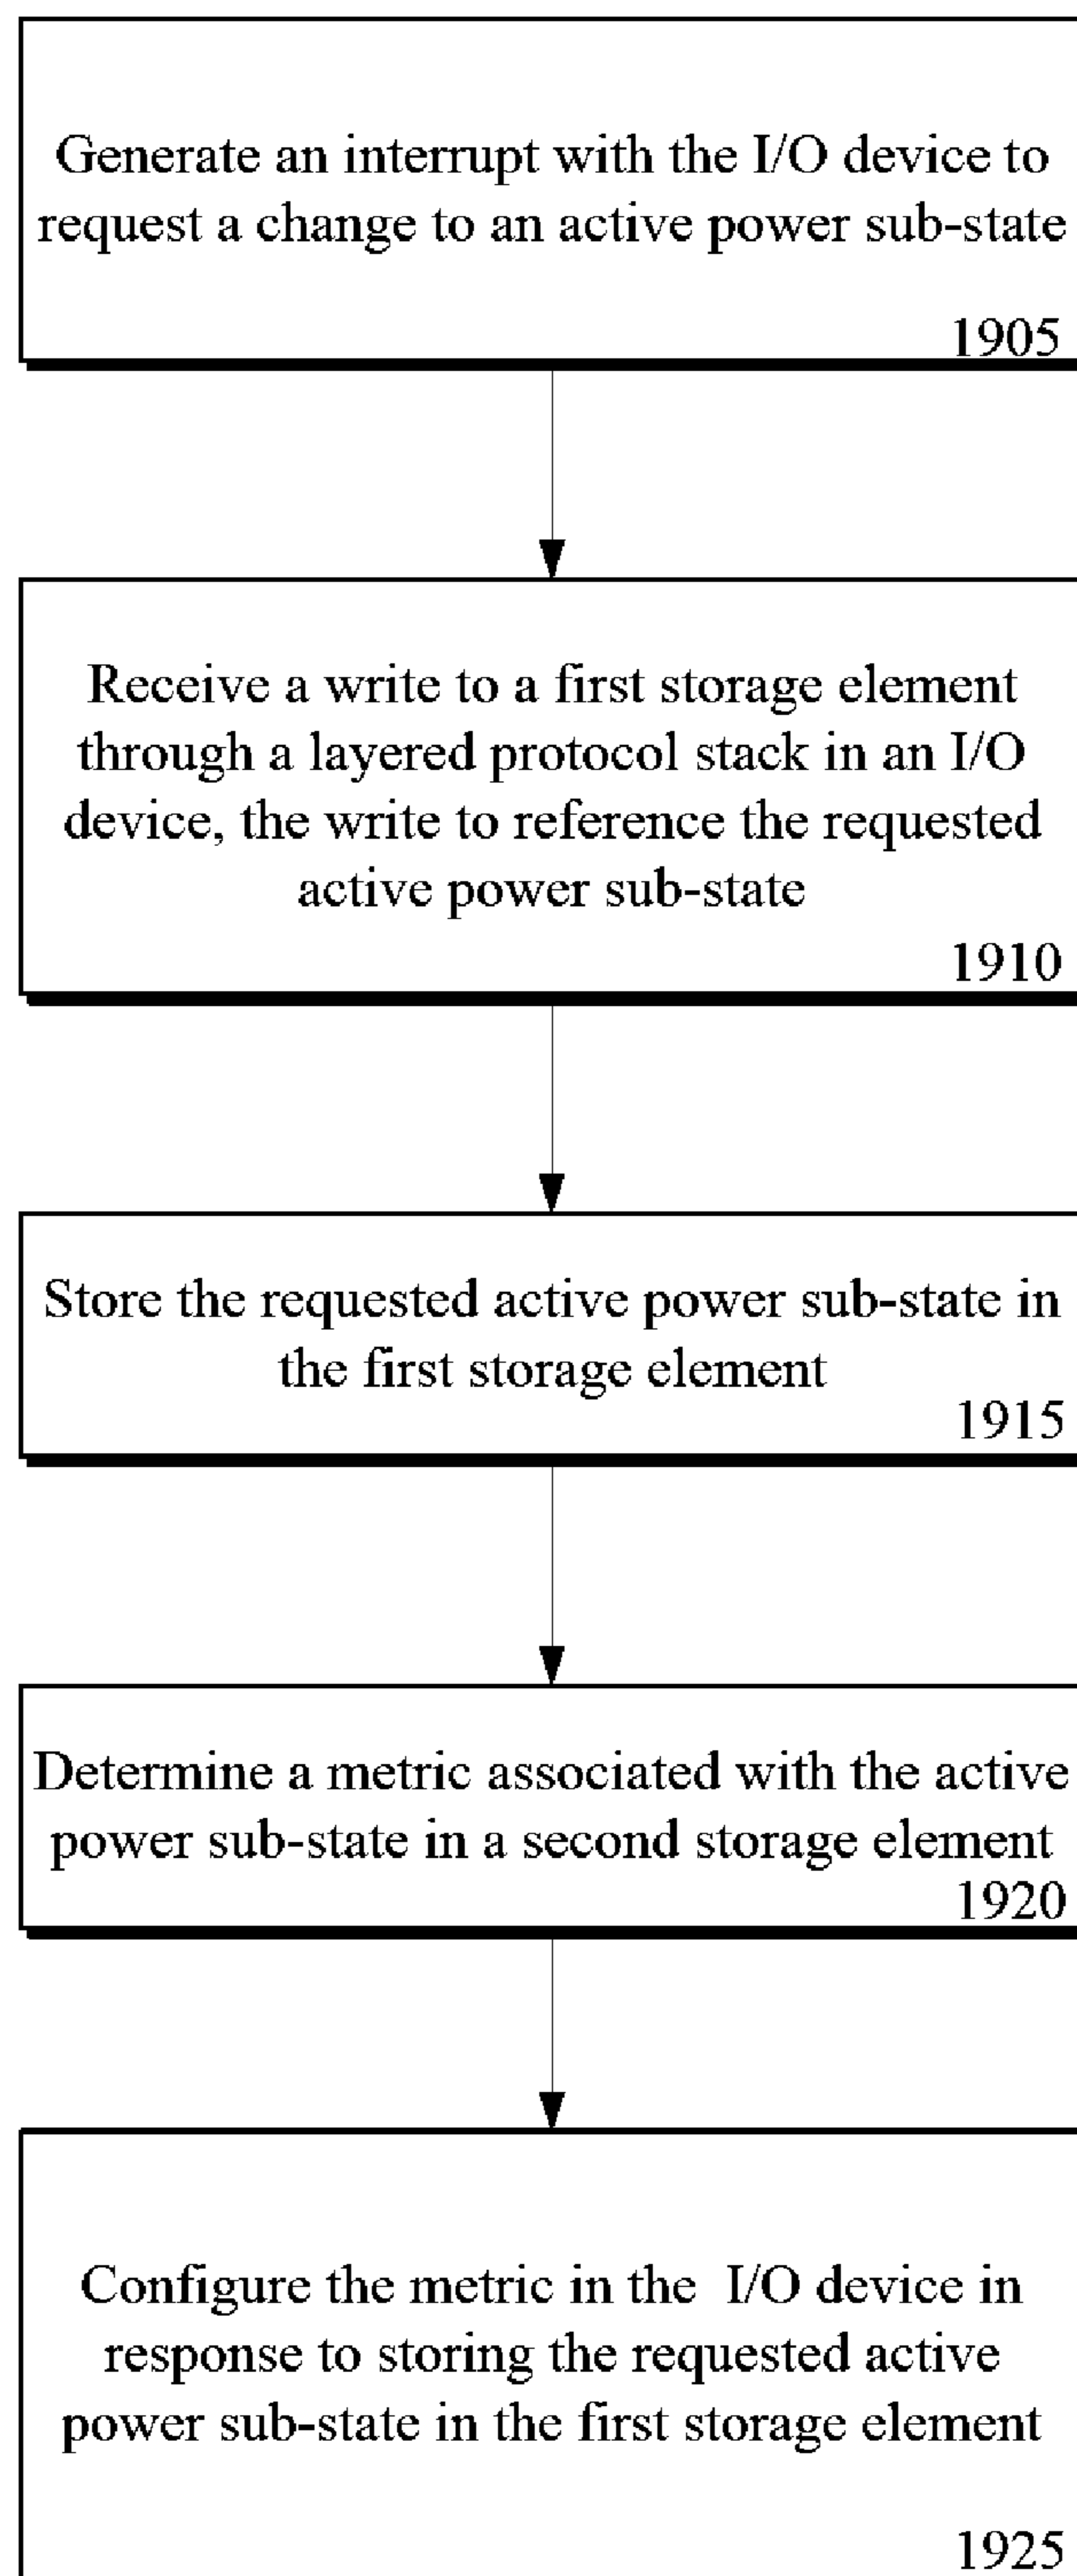 Generate an interrupt with the I/O device to
request a change to an active power sub-state
1905
Receive a write to a first storage element
through a layered protocol stack in an I/O
device, the write to reference the requested
active power sub-state
1910
Store the requested active power sub-state in
the first storage element
1915
Determine a metric associated with the active
power sub-state in a second storage element
1920
Configure the metric in the I/O device in
response to storing the requested active
power sub-state in the first storage element
1925